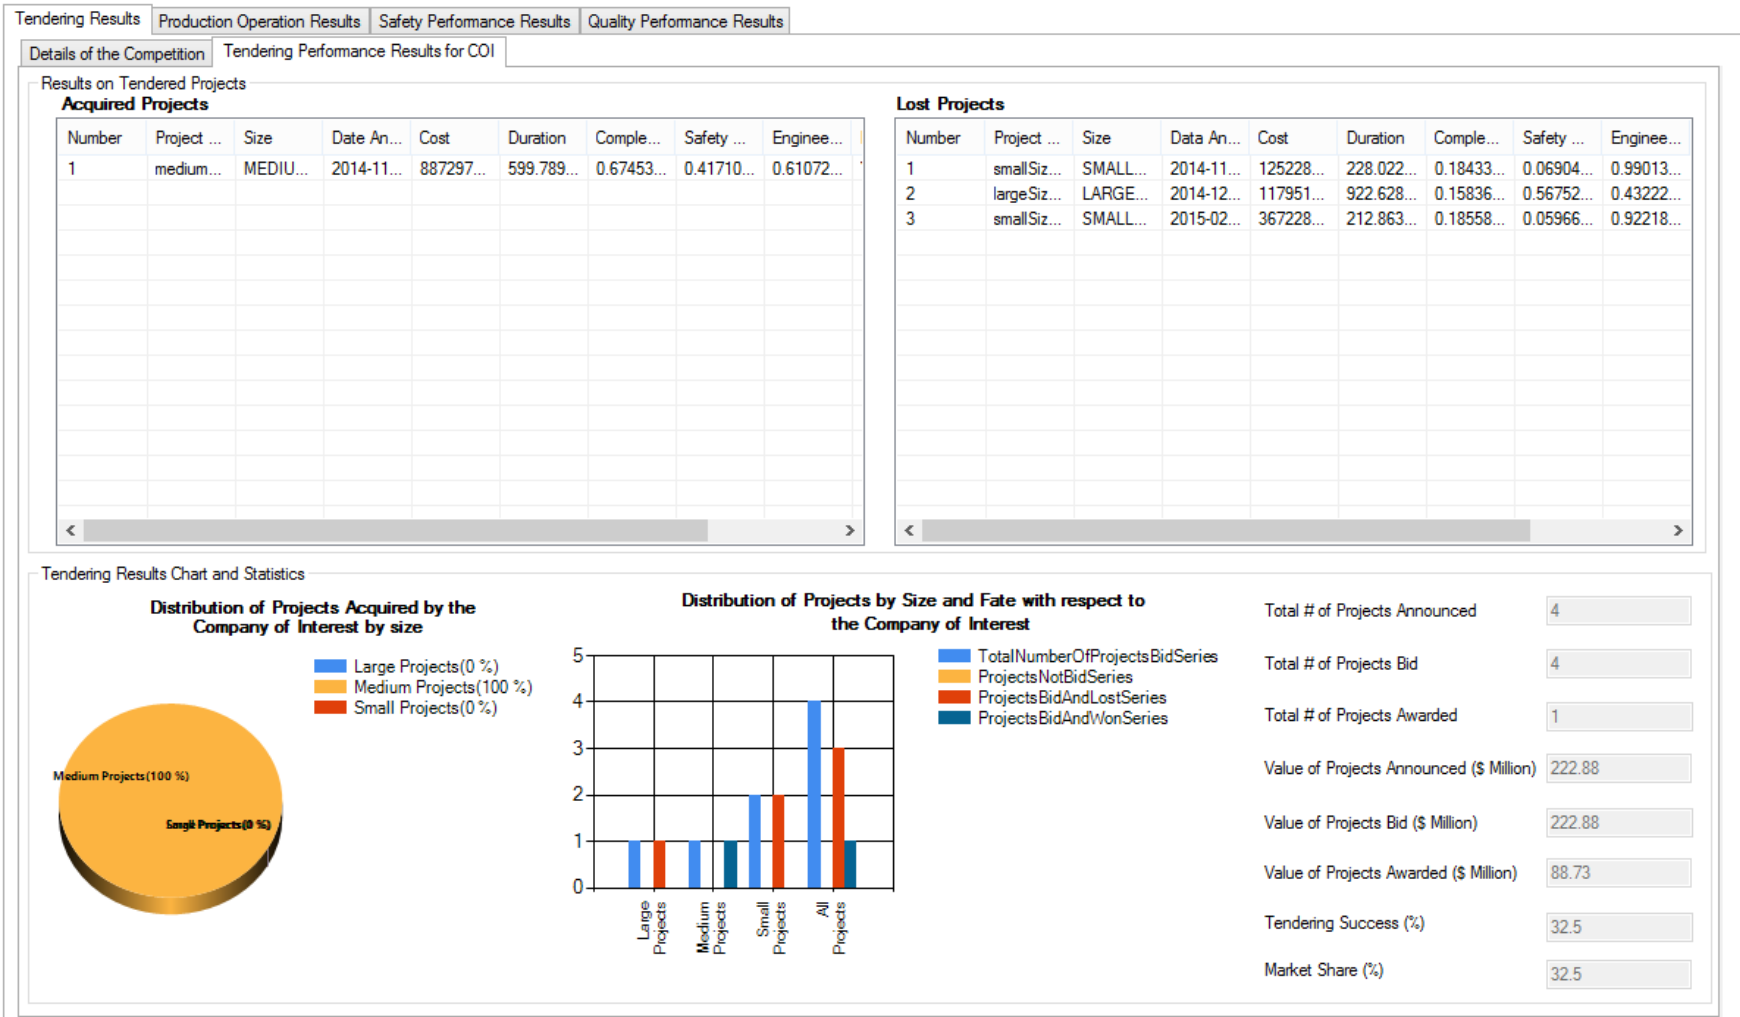 Tendering Results Production Operation Results Safety Performance Results Quality Performance Results
Details of the Competition Tendering Performance Results for COI
Results on Tendered Projects
Acquired Projects
Number Project ... Size Date An... Cost Duration Comple... Safety ... Enginee...
1 medium... MEDIU... 2014-11... 887297... 599.789... 0.67453... 0.41710... 0.61072...
Lost Projects
Number Project ... Size Data An... Cost Duration Comple... Safety ... Enginee...
1 smallSiz... SMALL... 2014-11... 125228... 228.022... 0.18433... 0.06904... 0.99013...
2 largeSiz... LARGE... 2014-12... 117951... 922.628... 0.15836... 0.56752... 0.43222...
3 smallSiz... SMALL... 2015-02... 367228... 212.863... 0.18558... 0.05966... 0.92218...
Tendering Results Chart and Statistics
Distribution of Projects Acquired by the
Company of Interest by size
Large Projects(0 %)
Medium Projects(100 %)
Small Projects(0 %)
Medium Projects(100 %)
Projects(0 %)
Distribution of Projects by Size and Fate with respect to
the Company of Interest
5
4
3
2
1
0
Large
Projects
Medium
Projects
Small
Projects
All
Projects
TotalNumberOfProjectsBidSeries
ProjectsNotBidSeries
ProjectsBidAndLostSeries
ProjectsBidAndWonSeries
Total # of Projects Announced 4
Total # of Projects Bid 4
Total # of Projects Awarded 1
Value of Projects Announced ($ Million) 222.88
Value of Projects Bid ($ Million) 222.88
Value of Projects Awarded ($ Million) 88.73
Tendering Success (%) 32.5
Market Share (%) 32.5